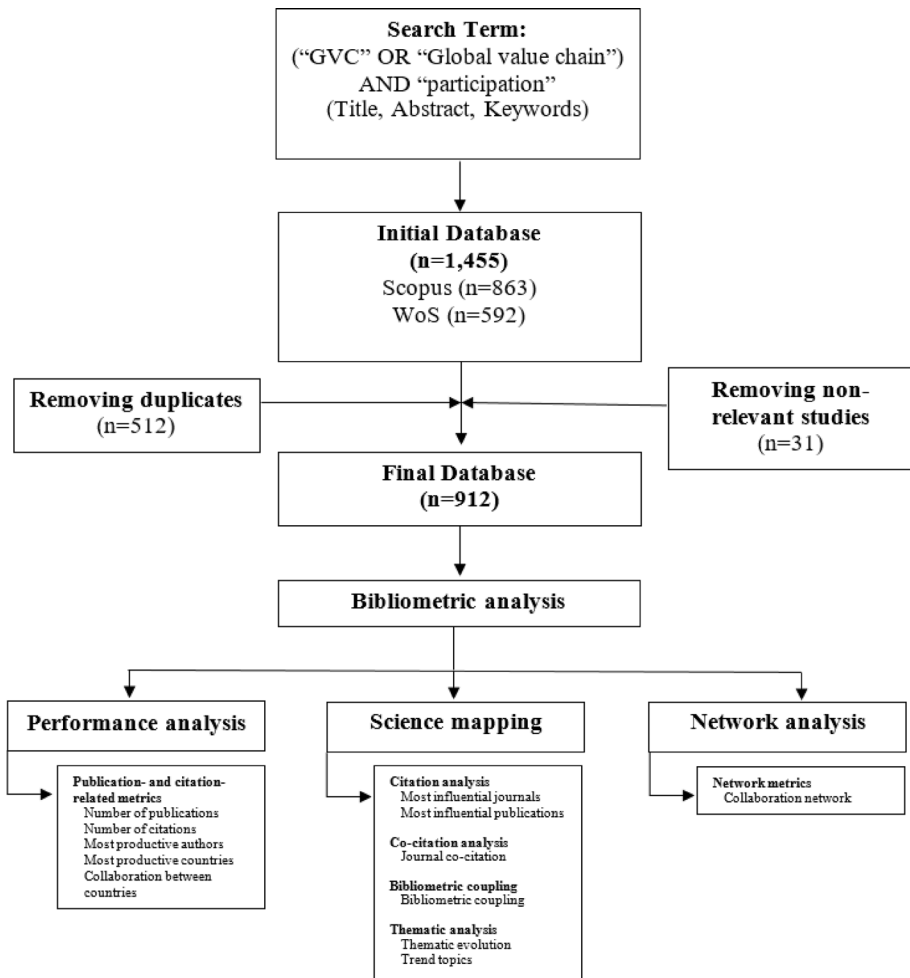 Search Term:
(“GVC” OR “Global value chain”)
AND “participation”
(Title, Abstract, Keywords)
Initial Database
(n=1,455)
Scopus (n=863)
WoS (n=592)
Removing duplicates
(n=512)
Removing non-
relevant studies
(n=31)
Final Database
(n=912)
Bibliometric analysis
Performance analysis
Science mapping
Network analysis
Publication- and citation-
related metrics
Number of publications
Number of citations
Most productive authors
Most productive countries
Collaboration between
countries
Citation analysis
Most influential journals
Most influential publications
Co-citation analysis
Journal co-citation
Bibliometric coupling
Bibliometric coupling
Thematic analysis
Thematic evolution
Trend topics
Network metrics
Collaboration network